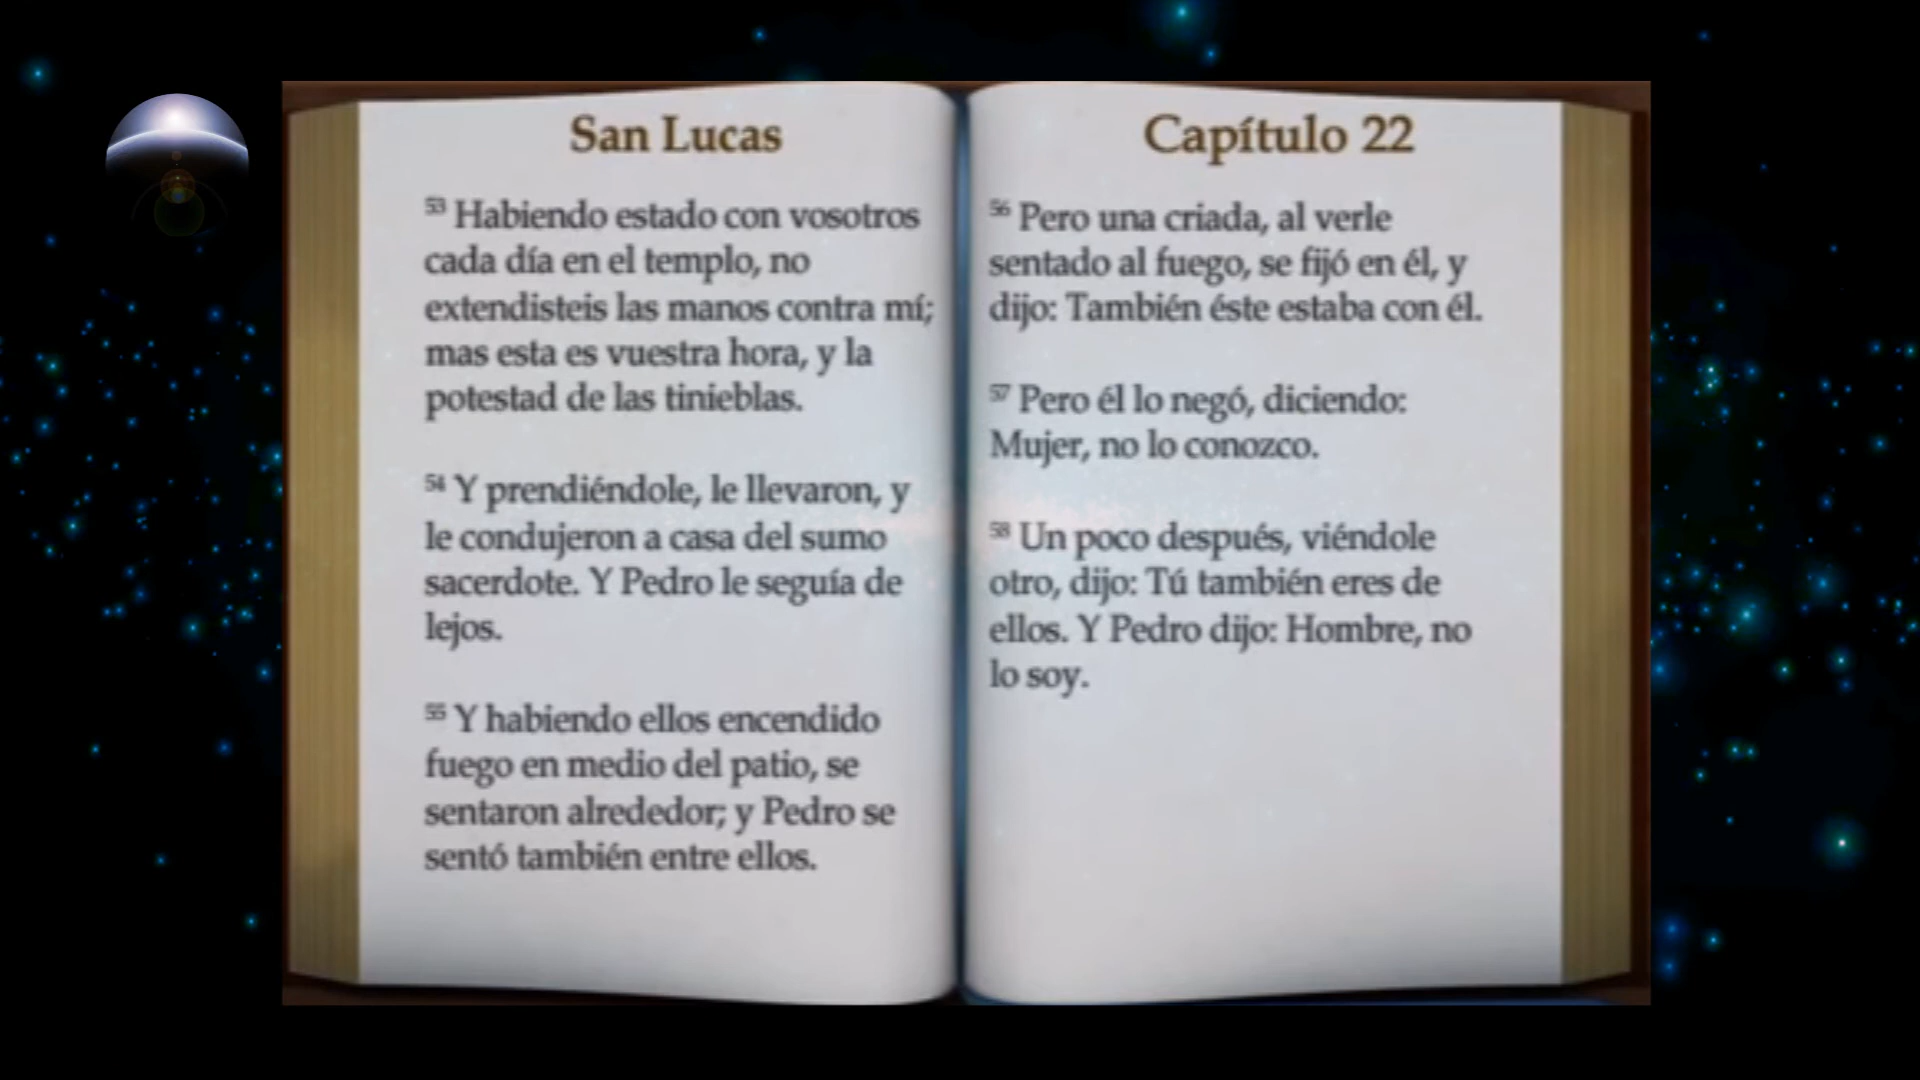 San Lucas
53 Habiendo estado con vosotros
cada día en el templo, no
extendisteis las manos contra mí;
mas esta es vuestra hora, y la
potestad de las tinieblas.
54 Y prendiéndole, le llevaron, y
le condujeron a casa del sumo
sacerdote. Y Pedro le seguía de
lejos.
55 Y habiendo ellos encendido
fuego en medio del patio, se
sentaron alrededor; y Pedro se
sentó también entre ellos.
Capítulo 22
56 Pero una criada, al verle
sentado al fuego, se fijó en él, y
dijo: También éste estaba con él.
57 Pero él lo negó, diciendo:
Mujer, no lo conozco.
58 Un poco después, viéndole
otro, dijo: Tú también eres de
ellos. Y Pedro dijo: Hombre, no
lo soy.